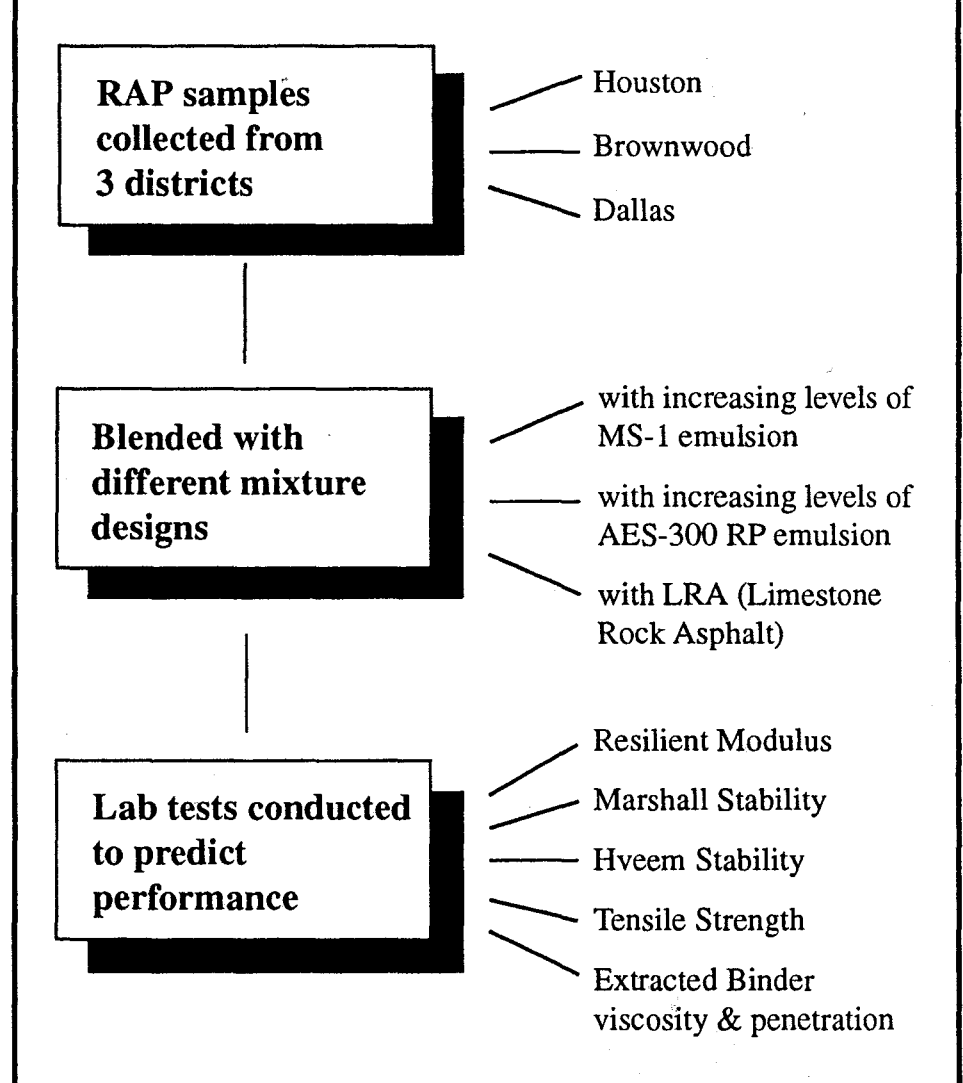 RAP samples
collected from
3 districts
Houston
Brownwood
Dallas
Blended with
different mixture
designs
with increasing levels of
MS-1 emulsion
with increasing levels of
AES-300 RP emulsion
with LRA (Limestone
Rock Asphalt)
Lab tests conducted
to predict
performance
Resilient Modulus
Marshall Stability
Hveem Stability
Tensile Strength
Extracted Binder
viscosity & penetration